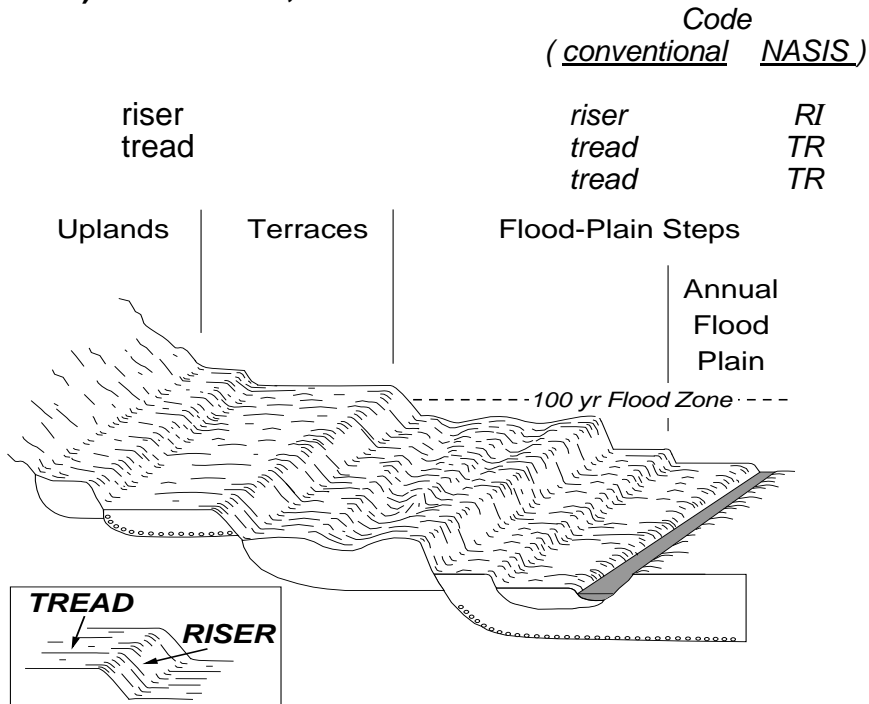 Code
( conventional NASIS )
riser riser RI
tread tread TR
tread TR
Uplands Terraces Flood-Plain Steps
Annual
Flood
Plain
100 yr Flood Zone
TREAD
RISER